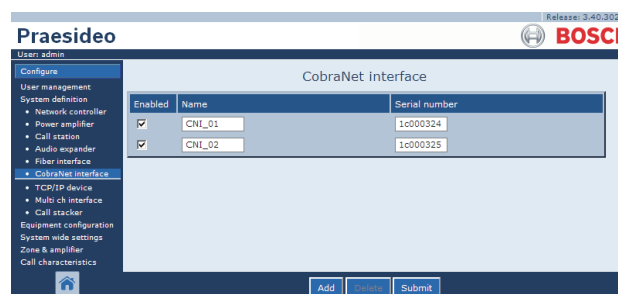 Release: 3.40.302
Praesideo
BOSCH
User: admin
Configure
User management
System definition
• Network controller
• Power amplifier
• Call station
• Audio expander
• Fiber interface
• CobraNet interface
• TCP/IP device
• Multi ch interface
• Call stacker
Equipment configuration
System wide settings
Zone & amplifier
Call characteristics
CobraNet interface
Enabled Name Serial number
CNI_01 1c000324
CNI_02 1c000325
Add Delete Submit